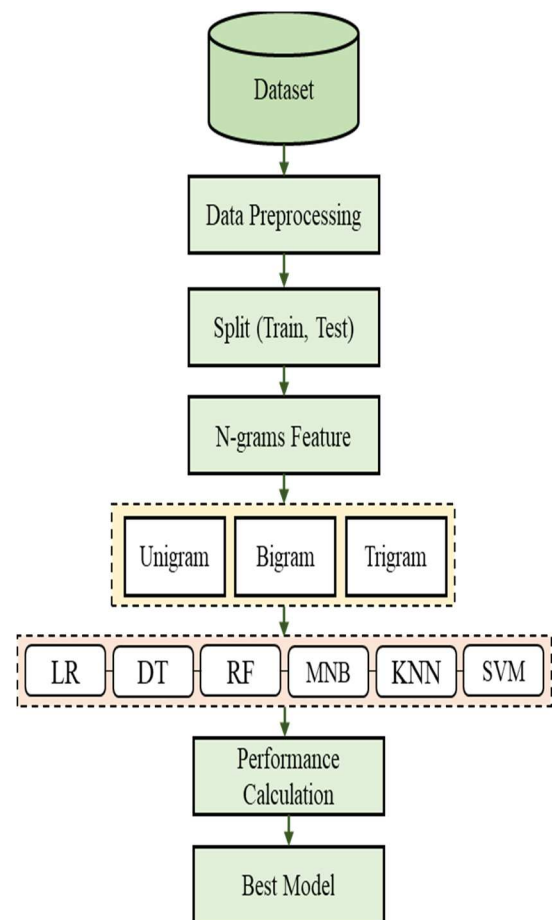 Dataset
Data Preprocessing
Split (Train, Test)
N-grams Feature
Unigram Bigram Trigram
LR DT RF MNB KNN SVM
Performance
Calculation
Best Model